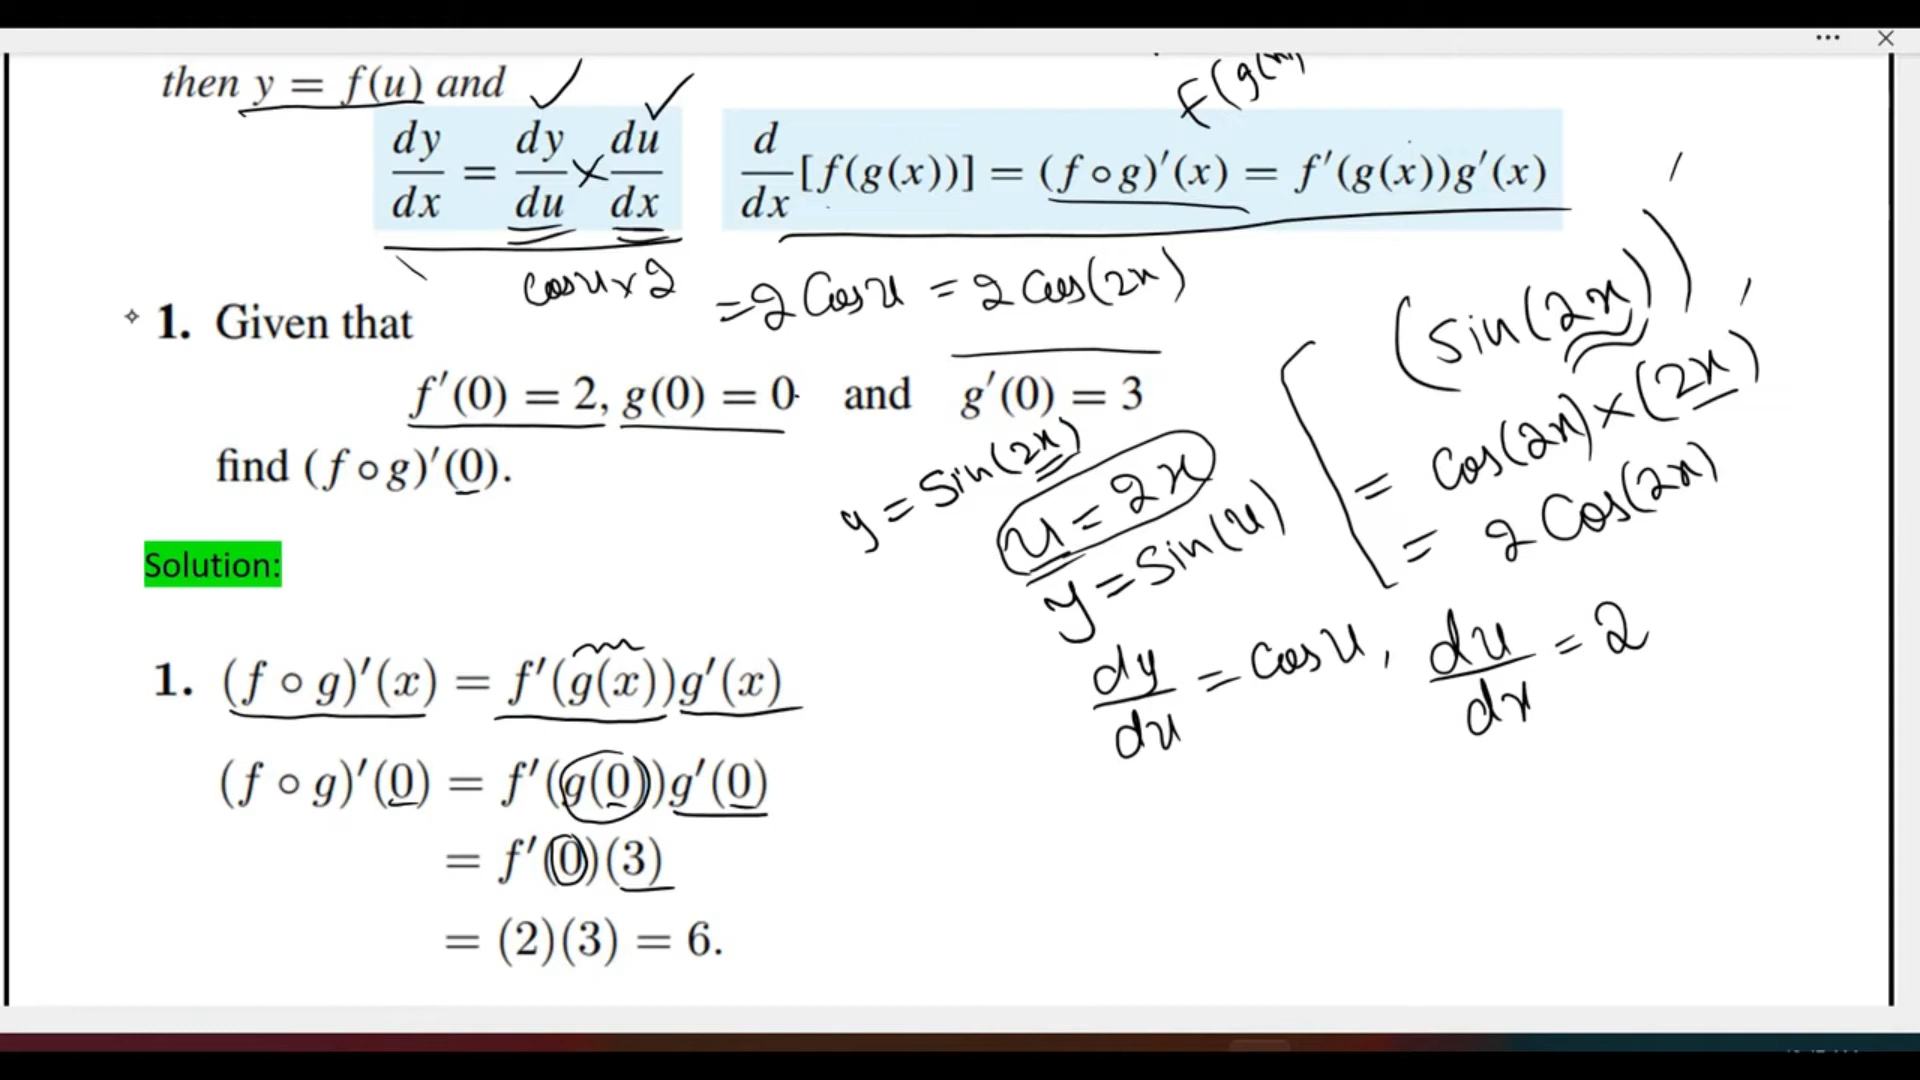 then y = f(u) and
F(g(x)
dy/dx = dy/du × du/dx
d/dx [f(g(x))] = (f ∘ g)′(x) = f′(g(x))g′(x)
cos u × 2 = 2 Cos u = 2 Cos(2x)
1. Given that
f′(0) = 2, g(0) = 0 and g′(0) = 3
find (f ∘ g)′(0).
y = Sin(2x)
u = 2x
y = Sin(u)
dy/du = Cos u, du/dx = 2
(Sin(2x))′
= Cos(2x) × (2x)′
= 2 Cos(2x)
Solution:
1. (f ∘ g)′(x) = f′(g(x))g′(x)
(f ∘ g)′(0) = f′(g(0))g′(0)
= f′(0)(3)
= (2)(3) = 6.